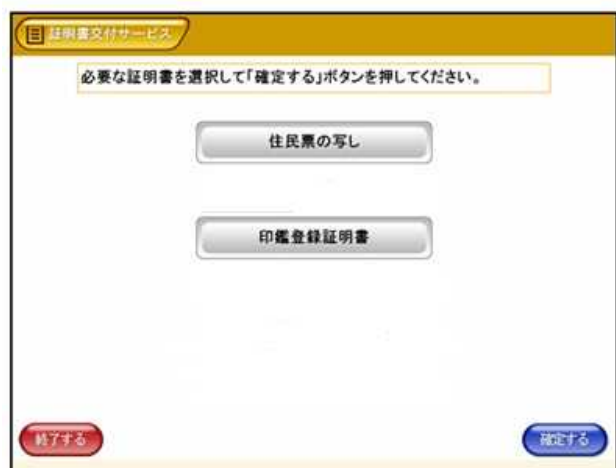 証明書交付サービス
必要な証明書を選択して「確定する」ボタンを押してください。
住民票の写し
印鑑登録証明書
終了する
確定する